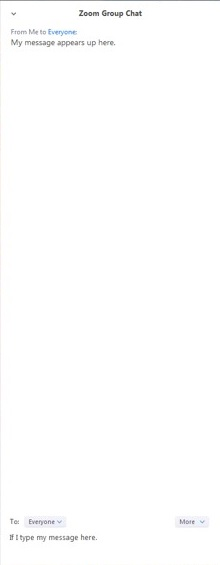 Zoom Group Chat
From Me to Everyone:
My message appears up here.
To: Everyone More
If I type my message here.